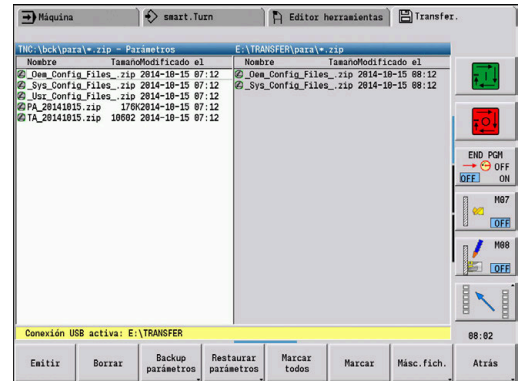 Máquina
smart.Turn
Editor herramientas
Transfer.
TNC:\bck\para\*.zip - Parámetros
E:\TRANSFER\para\*.zip
Nombre TamañoModificado el
Nombre TamañoModificado el
_Oem_Config_Files_.zip 2014-10-15 07:12
_Sys_Config_Files_.zip 2014-10-15 07:12
_Usr_Config_Files_.zip 2014-10-15 07:12
PA_20141015.zip 176K2014-10-15 07:12
TA_20141015.zip 10602 2014-10-15 07:12
_Oem_Config_Files_.zip 2014-10-15 08:12
_Sys_Config_Files_.zip 2014-10-15 08:12
END PGM
OFF
OFF ON
M07
OFF
M08
OFF
Conexión USB activa: E:\TRANSFER
08:02
Emitir
Borrar
Backup
parámetros
Restaurar
parámetros
Marcar
todos
Marcar
Másc.fich.
Atrás